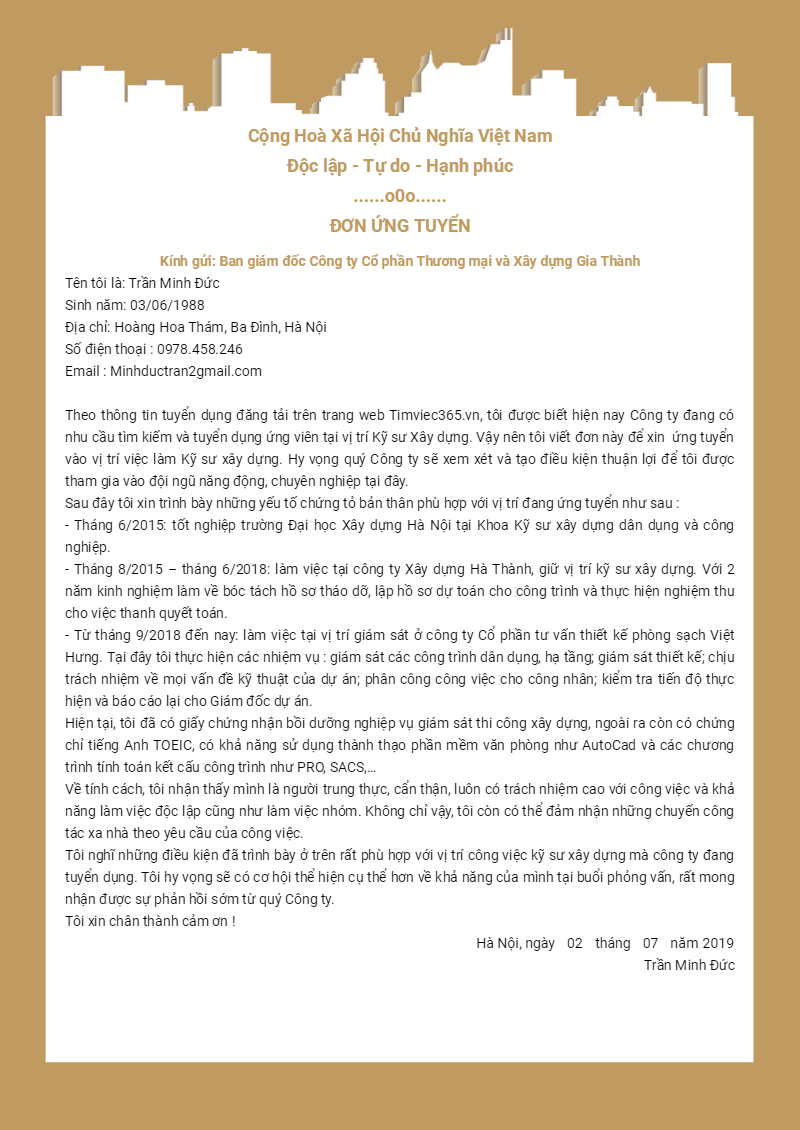 Cộng Hoà Xã Hội Chủ Nghĩa Việt Nam
Độc lập - Tự do - Hạnh phúc
......o0o......
ĐƠN ỨNG TUYỂN
Kính gửi: Ban giám đốc Công ty Cổ phần Thương mại và Xây dựng Gia Thành
Tên tôi là: Trần Minh Đức
Sinh năm: 03/06/1988
Địa chỉ: Hoàng Hoa Thám, Ba Đình, Hà Nội
Số điện thoại : 0978.458.246
Email : Minhductran2gmail.com
Theo thông tin tuyển dụng đăng tải trên trang web Timviec365.vn, tôi được biết hiện nay Công ty đang có
nhu cầu tìm kiếm và tuyển dụng ứng viên tại vị trí Kỹ sư Xây dựng. Vậy nên tôi viết đơn này để xin ứng tuyển
vào vị trí việc làm Kỹ sư xây dựng. Hy vọng quý Công ty sẽ xem xét và tạo điều kiện thuận lợi để tôi được
tham gia vào đội ngũ năng động, chuyên nghiệp tại đây.
Sau đây tôi xin trình bày những yếu tố chứng tỏ bản thân phù hợp với vị trí đang ứng tuyển như sau :
- Tháng 6/2015: tốt nghiệp trường Đại học Xây dựng Hà Nội tại Khoa Kỹ sư xây dựng dân dụng và công
nghiệp.
- Tháng 8/2015 – tháng 6/2018: làm việc tại công ty Xây dựng Hà Thành, giữ vị trí kỹ sư xây dựng. Với 2
năm kinh nghiệm làm về bóc tách hồ sơ tháo dỡ, lập hồ sơ dự toán cho công trình và thực hiện nghiệm thu
cho việc thanh quyết toán.
- Từ tháng 9/2018 đến nay: làm việc tại vị trí giám sát ở công ty Cổ phần tư vấn thiết kế phòng sạch Việt
Hưng. Tại đây tôi thực hiện các nhiệm vụ : giám sát các công trình dân dụng, hạ tầng; giám sát thiết kế; chịu
trách nhiệm về mọi vấn đề kỹ thuật của dự án; phân công công việc cho công nhân; kiểm tra tiến độ thực
hiện và báo cáo lại cho Giám đốc dự án.
Hiện tại, tôi đã có giấy chứng nhận bồi dưỡng nghiệp vụ giám sát thi công xây dựng, ngoài ra còn có chứng
chỉ tiếng Anh TOEIC, có khả năng sử dụng thành thạo phần mềm văn phòng như AutoCad và các chương
trình tính toán kết cấu công trình như PRO, SACS,...
Về tính cách, tôi nhận thấy mình là người trung thực, cẩn thận, luôn có trách nhiệm cao với công việc và khả
năng làm việc độc lập cũng như làm việc nhóm. Không chỉ vậy, tôi còn có thể đảm nhận những chuyến công
tác xa nhà theo yêu cầu của công việc.
Tôi nghĩ những điều kiện đã trình bày ở trên rất phù hợp với vị trí công việc kỹ sư xây dựng mà công ty đang
tuyển dụng. Tôi hy vọng sẽ có cơ hội thể hiện cụ thể hơn về khả năng của mình tại buổi phỏng vấn, rất mong
nhận được sự phản hồi sớm từ quý Công ty.
Tôi xin chân thành cảm ơn !
Hà Nội, ngày 02 tháng 07 năm 2019
Trần Minh Đức